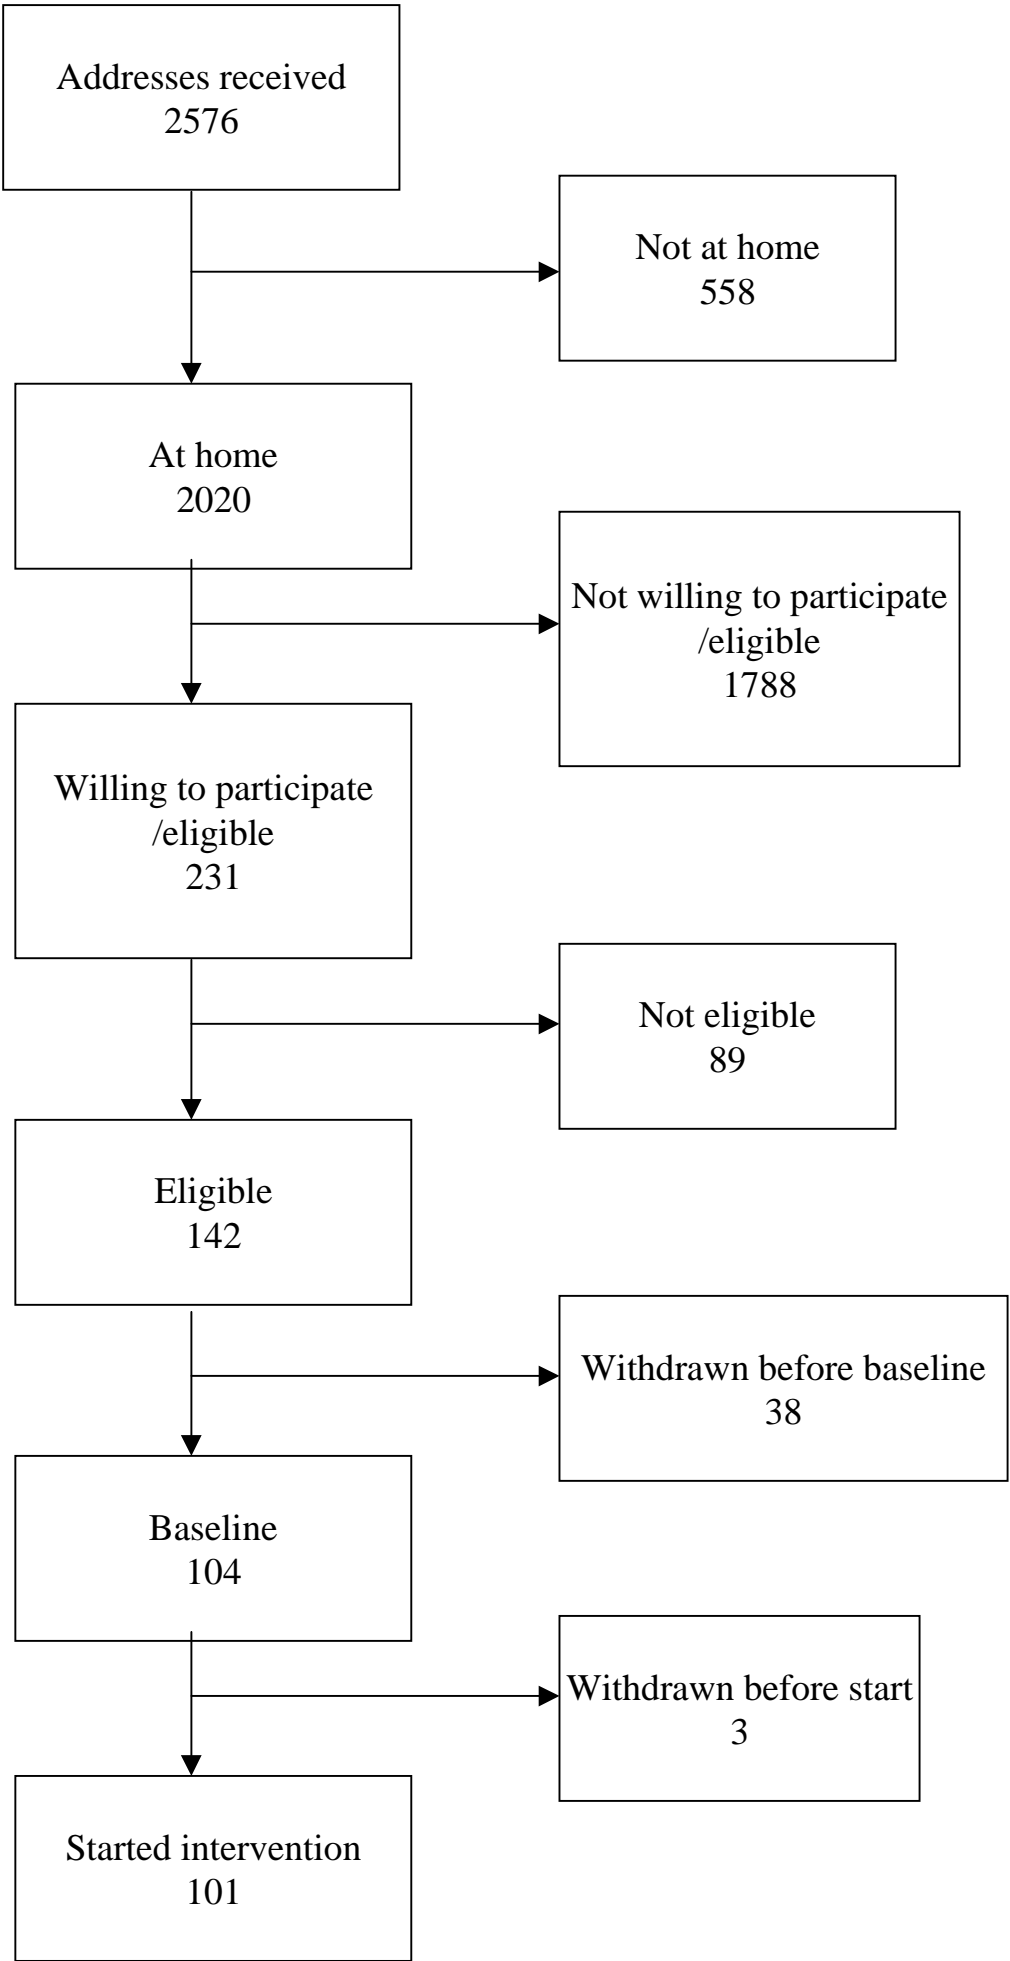 Addresses received
2576
Not at home
558
At home
2020
Not willing to participate
/eligible
1788
Willing to participate
/eligible
231
Not eligible
89
Eligible
142
Withdrawn before baseline
38
Baseline
104
Withdrawn before start
3
Started intervention
101